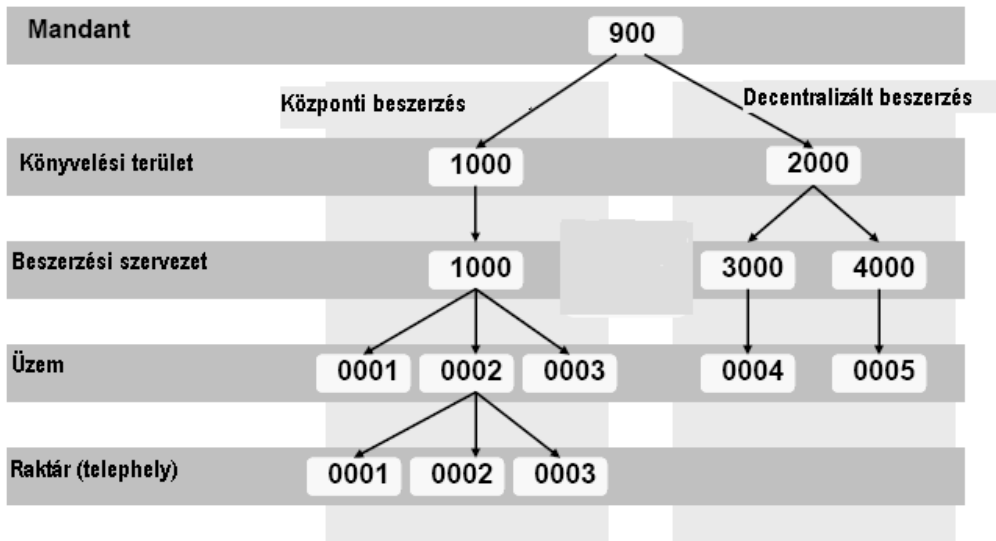 Mandant
900
Központi beszerzés
Decentralizált beszerzés
Könyvelési terület
1000
2000
Beszerzési szervezet
1000
3000
4000
Üzem
0001
0002
0003
0004
0005
Raktár (telephely)
0001
0002
0003